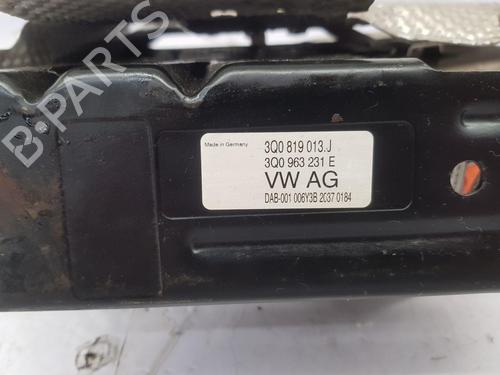 Made in Germany
3Q0 819 013.J
3Q0 963 231 E
VW AG
DAB-001 006Y3B 2037 0184
B-PARTS